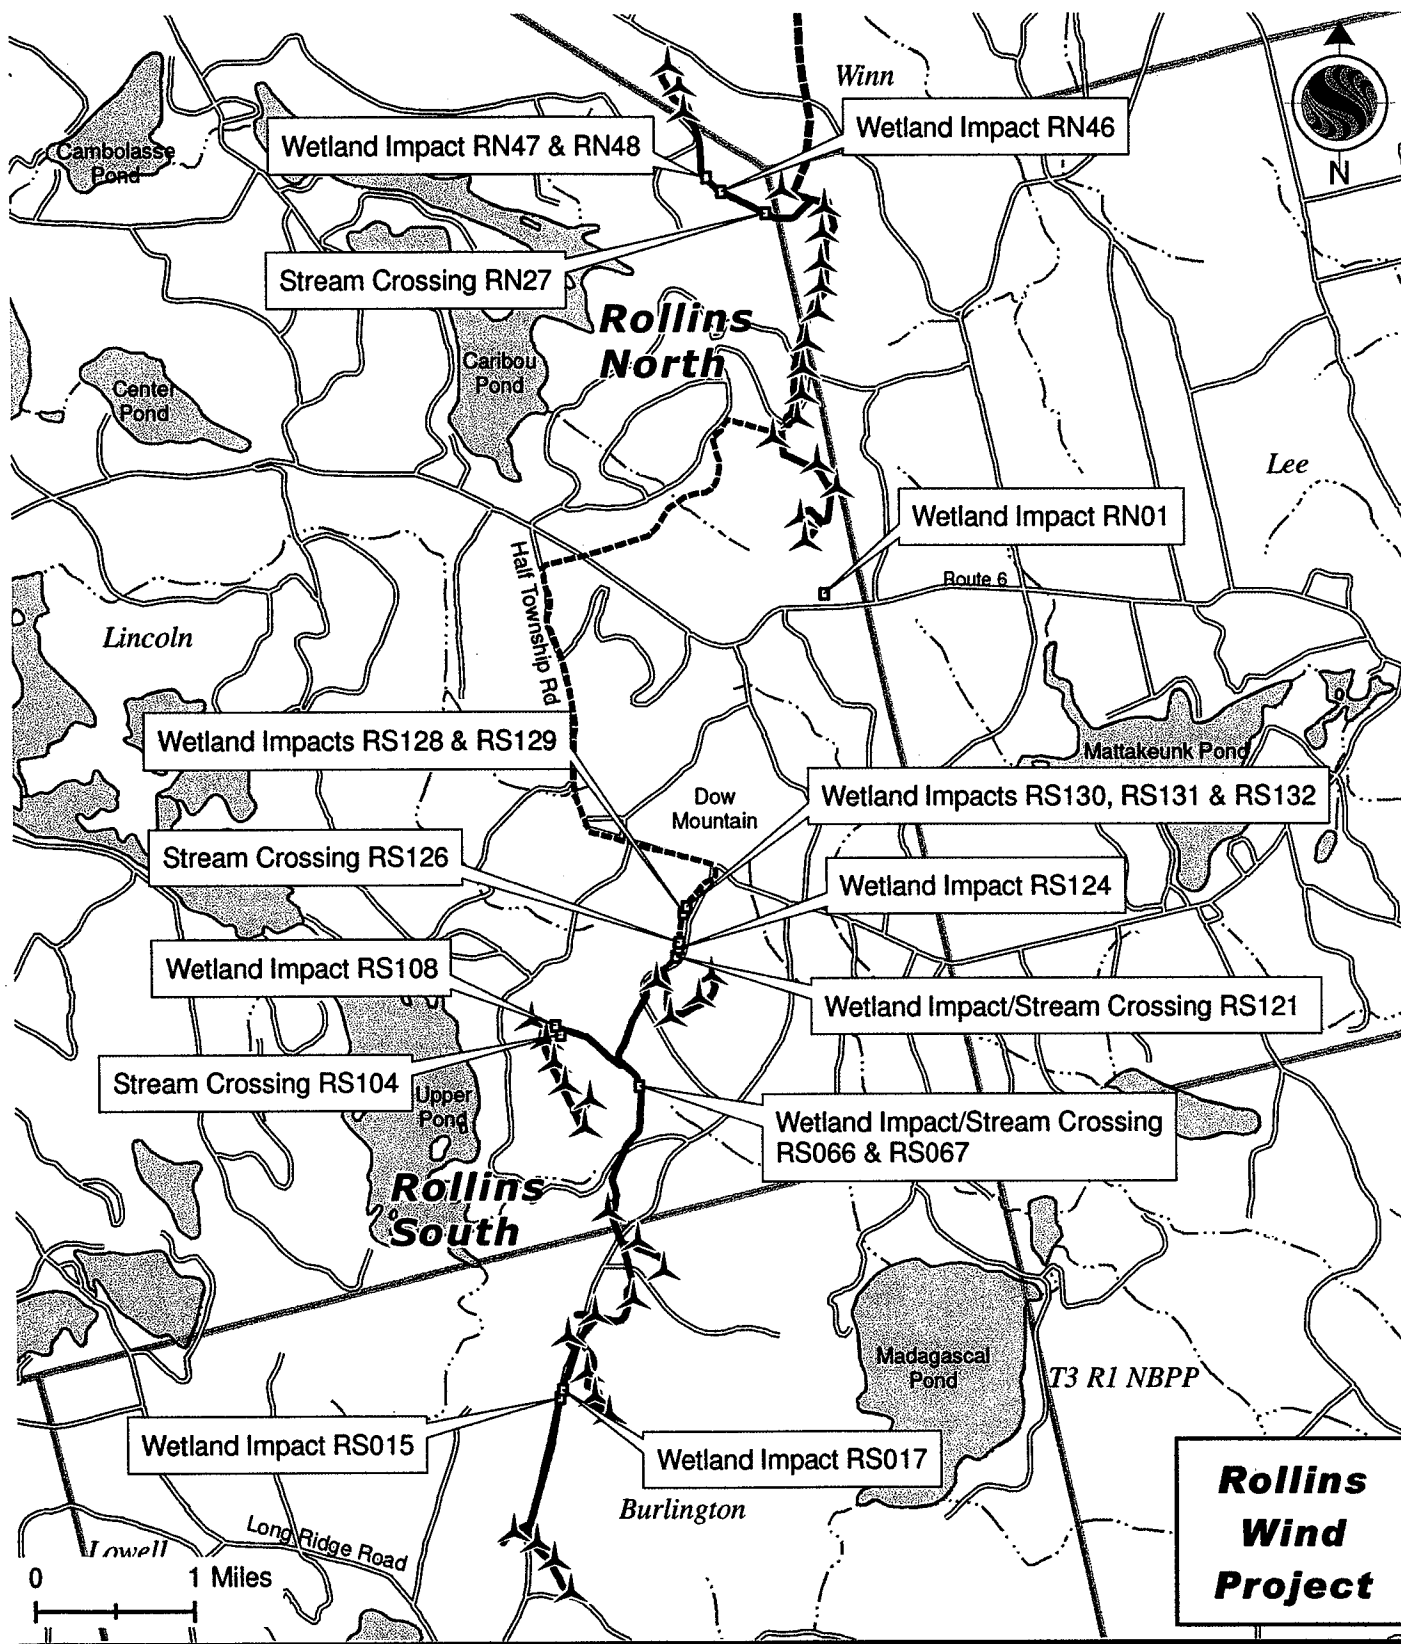 Winn
Wetland Impact RN46
Wetland Impact RN47 & RN48
Cambolasse
Pond
N
Stream Crossing RN27
Rollins
North
Caribou
Pond
Center
Pond
Lee
Wetland Impact RN01
Half Township Rd
Route 6
Lincoln
Wetland Impacts RS128 & RS129
Mattakeunk Pond
Dow
Mountain
Wetland Impacts RS130, RS131 & RS132
Stream Crossing RS126
Wetland Impact RS124
Wetland Impact RS108
Wetland Impact/Stream Crossing RS121
Stream Crossing RS104
Upper
Pond
Wetland Impact/Stream Crossing
RS066 & RS067
Rollins
South
Madagascal
Pond
T3 R1 NBPP
Wetland Impact RS015
Wetland Impact RS017
Burlington
Long Ridge Road
Lowell
0 1 Miles
Rollins
Wind
Project